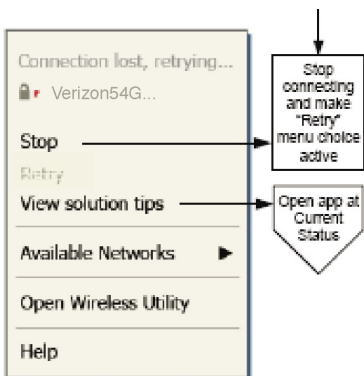 Connection lost, retrying...
Verizon54G...
Stop
Retry
View solution tips
Available Networks
Open Wireless Utility
Help
Stop
connecting
and make
"Retry"
menu choice
active
Open app at
Current
Status